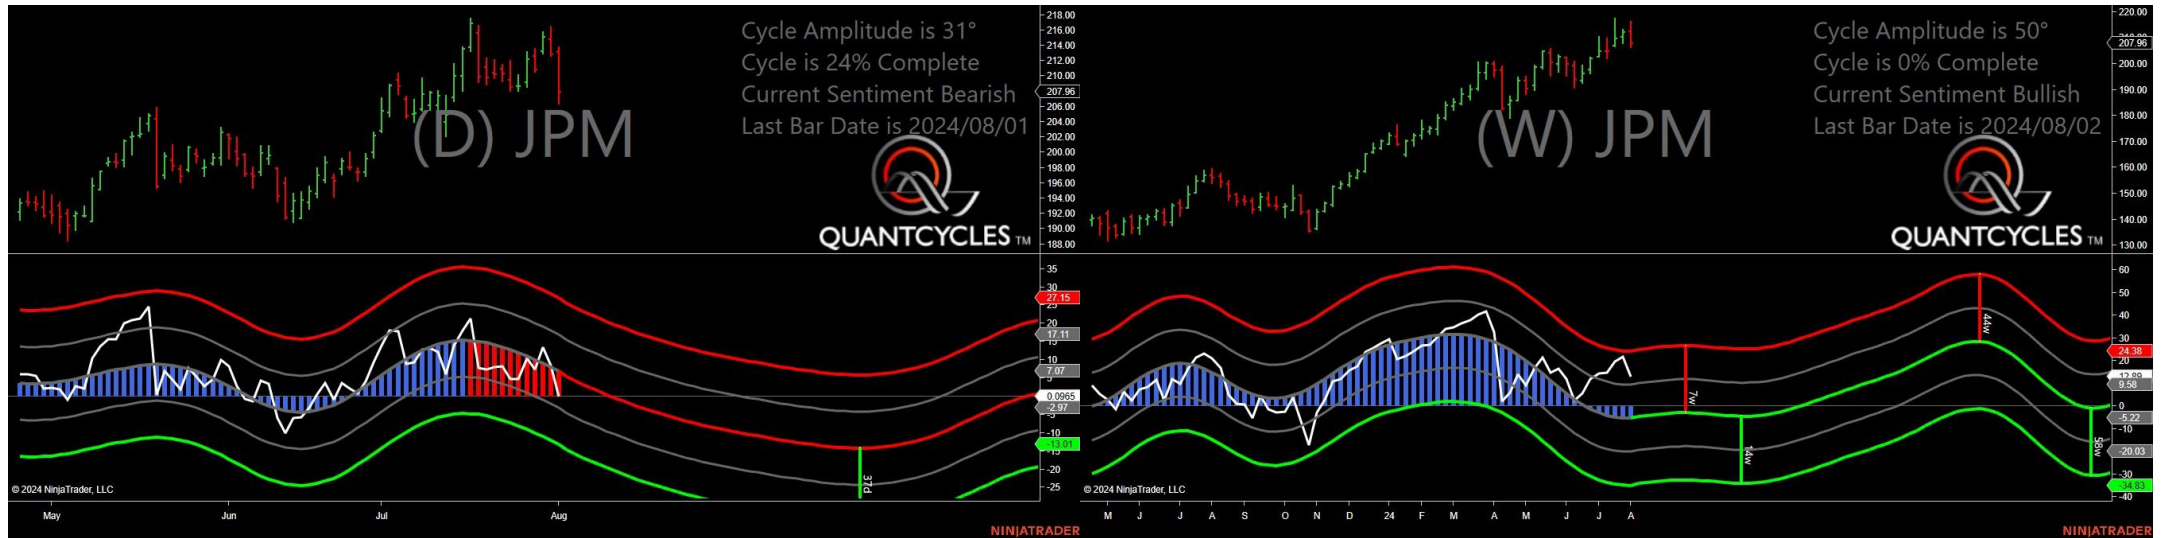 Cycle Amplitude is 31°
Cycle is 24% Complete
Current Sentiment Bearish
Last Bar Date is 2024/08/01
(D) JPM
QUANTCYCLES TM
218.00
216.00
214.00
212.00
210.00
207.96
206.00
204.00
202.00
200.00
198.00
196.00
194.00
192.00
190.00
188.00
35
30
27.15
17.11
15
10
7.07
0.0965
-2.97
-10
-13.01
-20
-25
37d
© 2024 NinjaTrader, LLC
May
Jun
Jul
Aug
NINJATRADER
Cycle Amplitude is 50°
Cycle is 0% Complete
Current Sentiment Bullish
Last Bar Date is 2024/08/02
(W) JPM
QUANTCYCLES TM
220.00
207.96
200.00
190.00
180.00
170.00
160.00
150.00
140.00
130.00
60
50
40
30
24.38
20
9.58
0
-5.22
-10
-20.03
-30
-34.83
-40
7w
14w
44w
58w
© 2024 NinjaTrader, LLC
M J J A S O N D 24 F M A M J J A
NINJATRADER